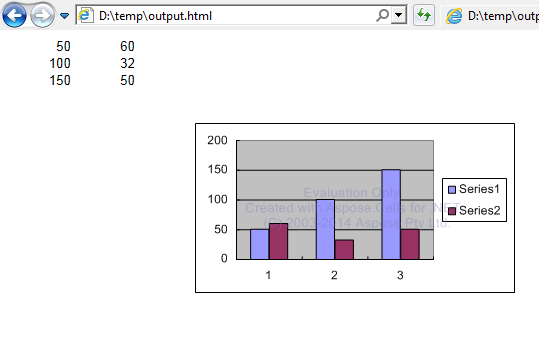 D:\temp\output.html
D:\temp\outp
50 60
100 32
150 50
200
150
100
50
0
Evaluation Only.
Created with Aspose.Cells for .NET
(C) 2003-2014 Aspose Pty Ltd.
Series1
Series2
1 2 3